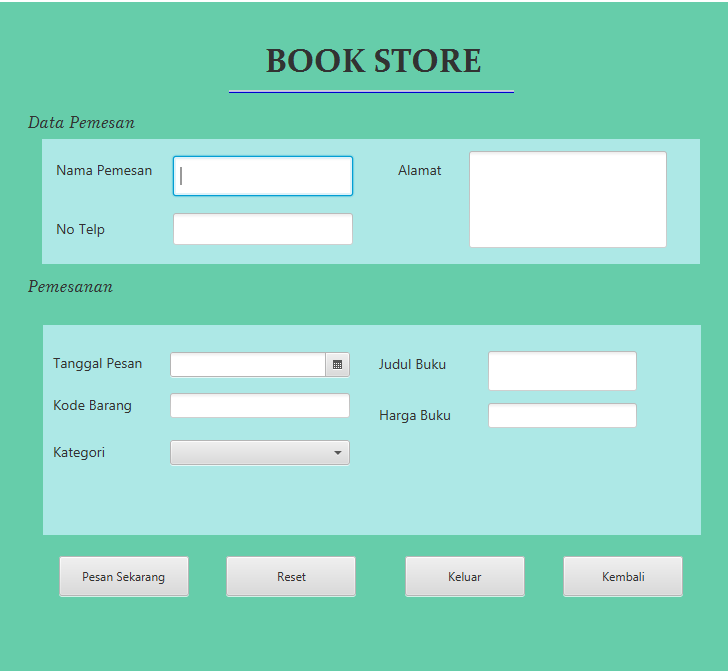 BOOK STORE
Data Pemesan
Nama Pemesan
Alamat
No Telp
Pemesanan
Tanggal Pesan
Judul Buku
Kode Barang
Harga Buku
Kategori
Pesan Sekarang
Reset
Keluar
Kembali